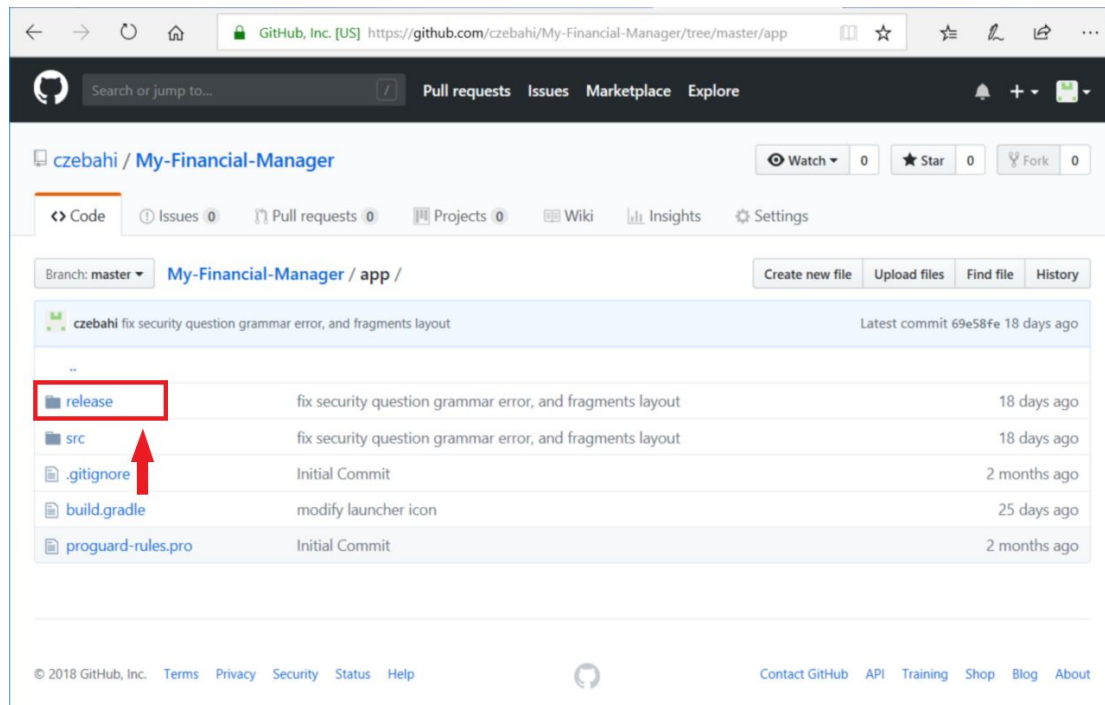 GitHub, Inc. [US] https://github.com/czebahi/My-Financial-Manager/tree/master/app
Search or jump to... / Pull requests Issues Marketplace Explore
czebahi / My-Financial-Manager Watch 0 Star 0 Fork 0
<> Code Issues 0 Pull requests 0 Projects 0 Wiki Insights Settings
Branch: master My-Financial-Manager / app / Create new file Upload files Find file History
czebahi fix security question grammar error, and fragments layout Latest commit 69e58fe 18 days ago
..
release fix security question grammar error, and fragments layout 18 days ago
src fix security question grammar error, and fragments layout 18 days ago
.gitignore Initial Commit 2 months ago
build.gradle modify launcher icon 25 days ago
proguard-rules.pro Initial Commit 2 months ago
© 2018 GitHub, Inc. Terms Privacy Security Status Help Contact GitHub API Training Shop Blog About